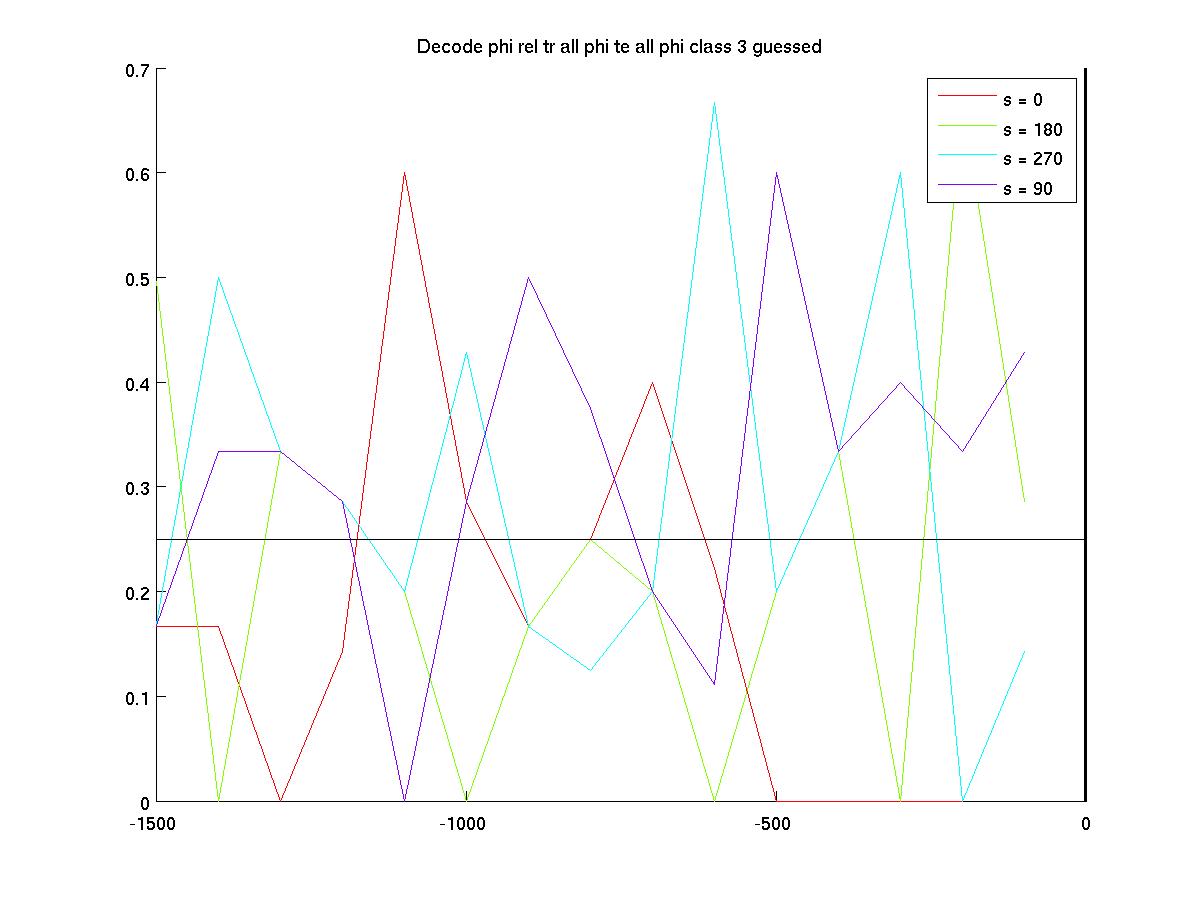 Decode phi rel tr all phi te all phi class 3 guessed
0.7
0.6
0.5
0.4
0.3
0.2
0.1
0
-1500
-1000
-500
0
s = 0
s = 180
s = 270
s = 90